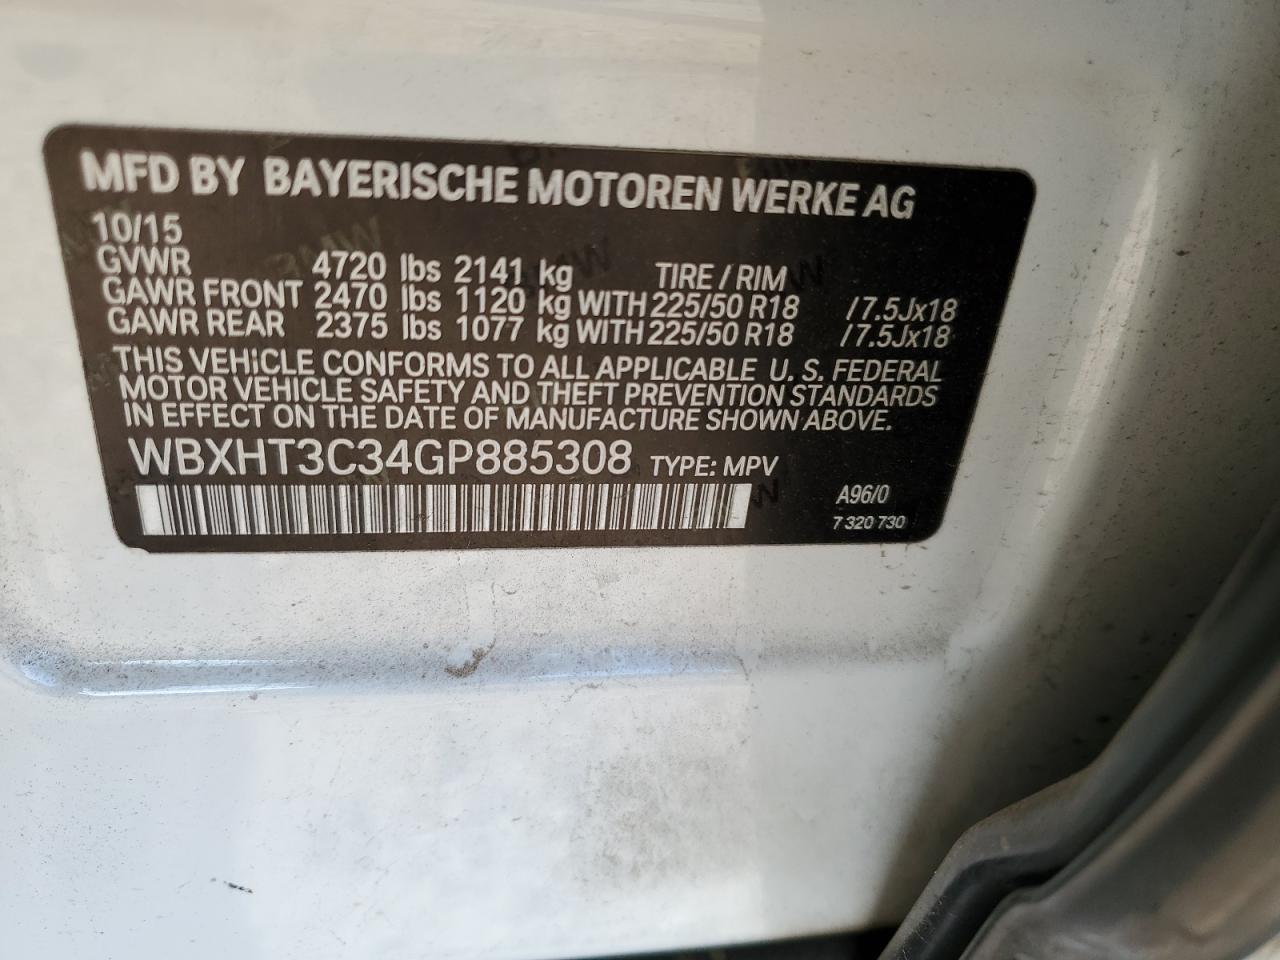 MFD BY BAYERISCHE MOTOREN WERKE AG
10/15
GVWR 4720 lbs 2141 kg TIRE / RIM
GAWR FRONT 2470 lbs 1120 kg WITH 225/50 R18 /7.5Jx18
GAWR REAR 2375 lbs 1077 kg WITH 225/50 R18 /7.5Jx18
THIS VEHICLE CONFORMS TO ALL APPLICABLE U. S. FEDERAL
MOTOR VEHICLE SAFETY AND THEFT PREVENTION STANDARDS
IN EFFECT ON THE DATE OF MANUFACTURE SHOWN ABOVE.
WBXHT3C34GP885308 TYPE: MPV
A96/0
7 320 730